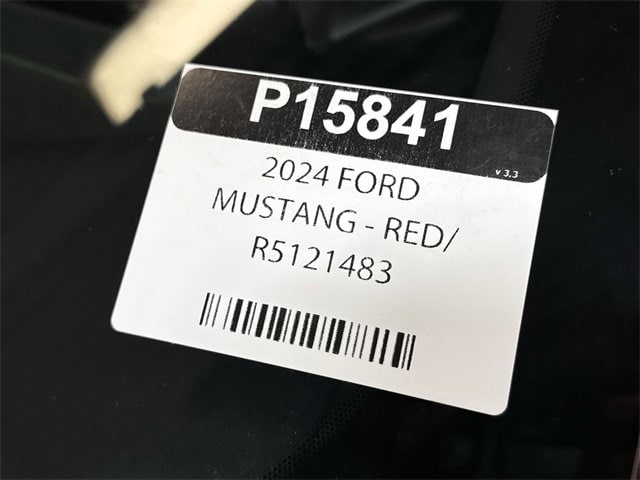 P15841
v 3.3
2024 FORD
MUSTANG - RED/
R5121483